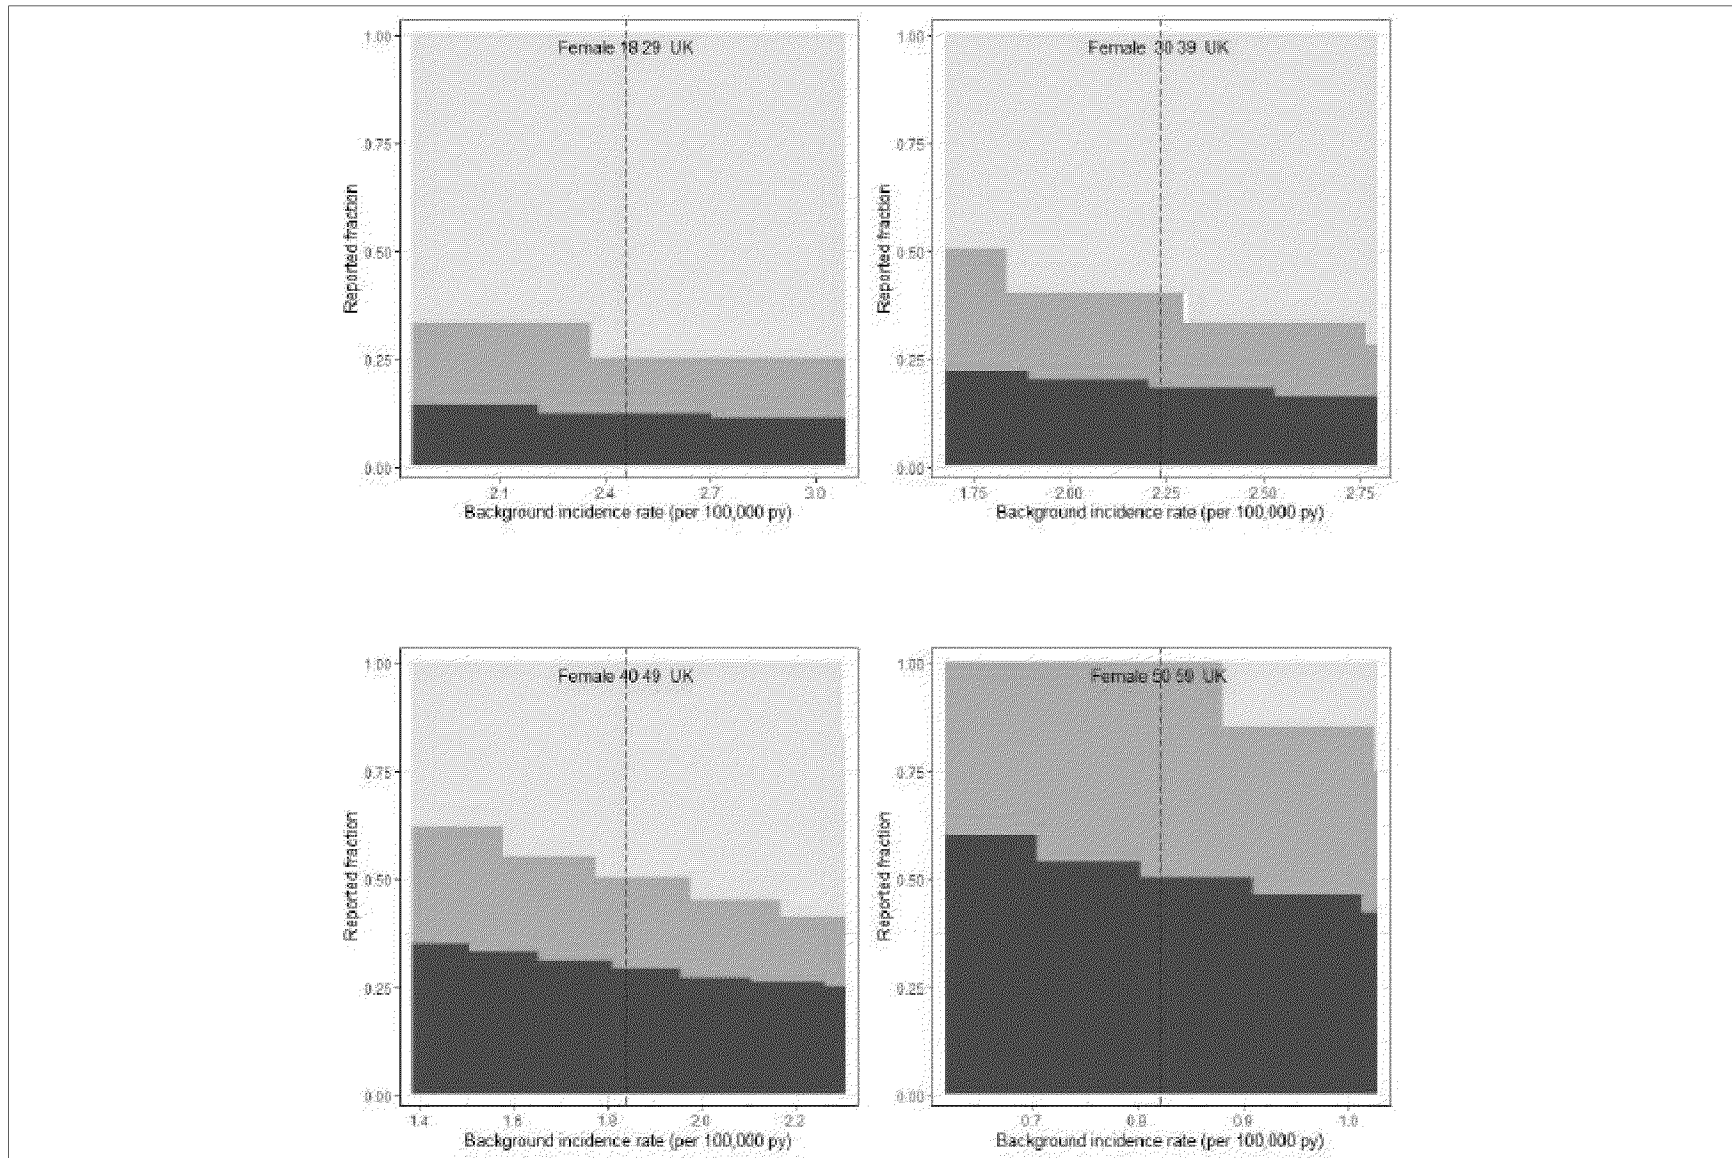 Female 18 29 UK
1.00
0.75
0.50
0.25
0.00
Reported fraction
2.1 2.4 2.7 3.0
Background incidence rate (per 100,000 py)
Female 30 39 UK
1.00
0.75
0.50
0.25
0.00
Reported fraction
1.75 2.00 2.25 2.50 2.75
Background incidence rate (per 100,000 py)
Female 40 49 UK
1.00
0.75
0.50
0.25
0.00
Reported fraction
1.4 1.6 1.8 2.0 2.2
Background incidence rate (per 100,000 py)
Female 50 59 UK
1.00
0.75
0.50
0.25
0.00
Reported fraction
0.7 0.8 0.9 1.0
Background incidence rate (per 100,000 py)